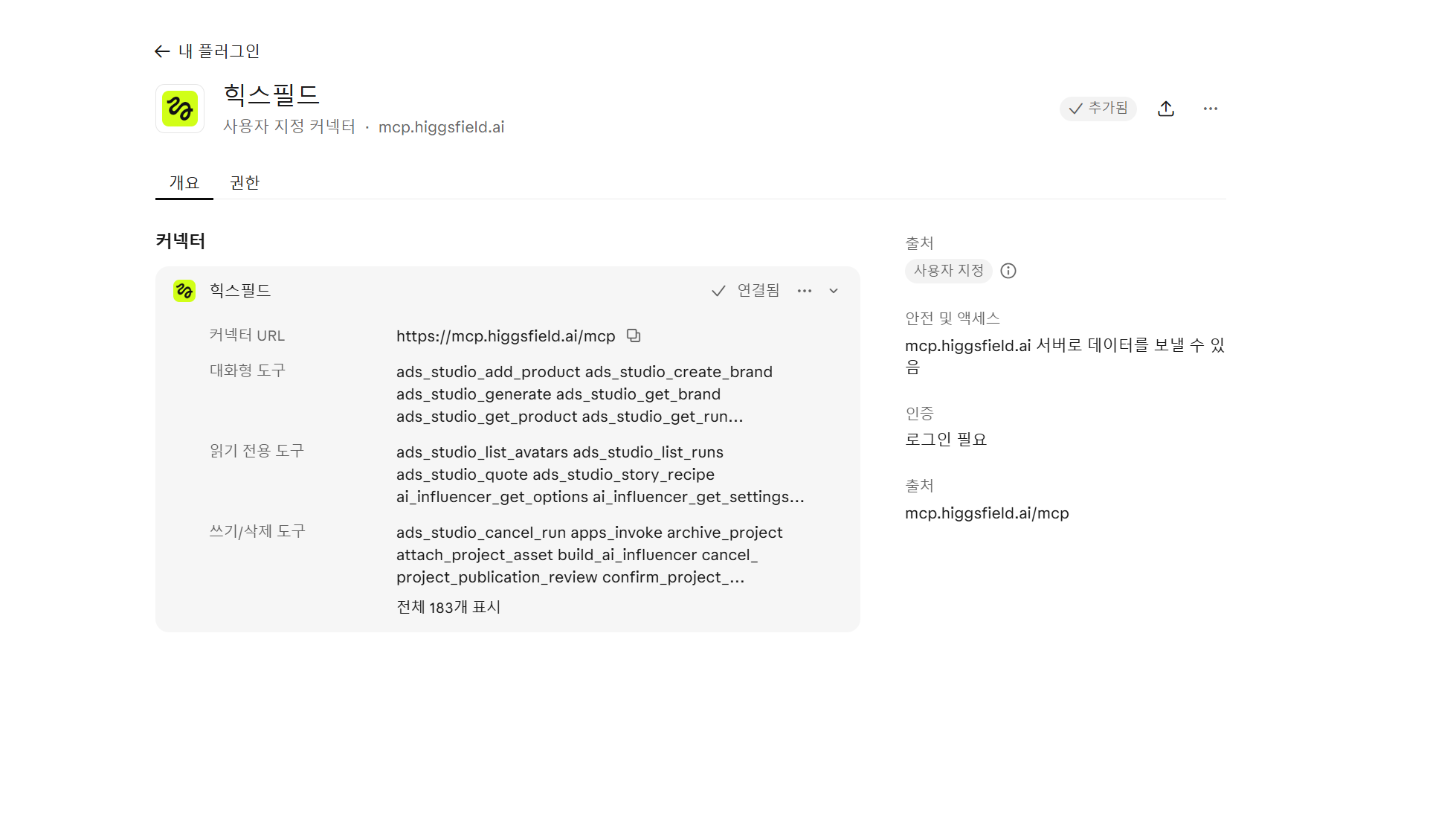 내 플러그인
힉스필드
사용자 지정 커넥터 · mcp.higgsfield.ai
추가됨
개요
권한
커넥터
힉스필드
연결됨
커넥터 URL
https://mcp.higgsfield.ai/mcp
대화형 도구
ads_studio_add_product ads_studio_create_brand
ads_studio_generate ads_studio_get_brand
ads_studio_get_product ads_studio_get_run...
읽기 전용 도구
ads_studio_list_avatars ads_studio_list_runs
ads_studio_quote ads_studio_story_recipe
ai_influencer_get_options ai_influencer_get_settings...
쓰기/삭제 도구
ads_studio_cancel_run apps_invoke archive_project
attach_project_asset build_ai_influencer cancel_
project_publication_review confirm_project_...
전체 183개 표시
출처
사용자 지정
안전 및 액세스
mcp.higgsfield.ai 서버로 데이터를 보낼 수 있
음
인증
로그인 필요
출처
mcp.higgsfield.ai/mcp